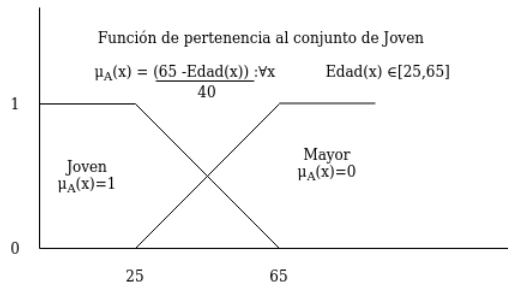 Función de pertenencia al conjunto de Joven
μA(x) = (65 -Edad(x)) :∀x Edad(x) ∈[25,65]
40
1
Joven
μA(x)=1
Mayor
μA(x)=0
0
25 65